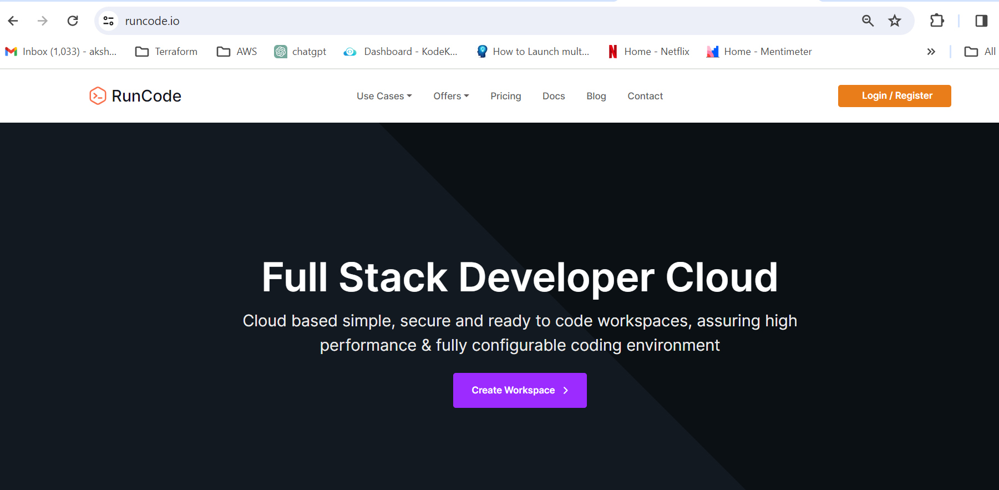 runcode.io
Inbox (1,033) - aksh... Terraform AWS chatgpt Dashboard - KodeK... How to Launch mult... Home - Netflix Home - Mentimeter » All
RunCode Use Cases Offers Pricing Docs Blog Contact Login / Register
Full Stack Developer Cloud
Cloud based simple, secure and ready to code workspaces, assuring high
performance & fully configurable coding environment
Create Workspace